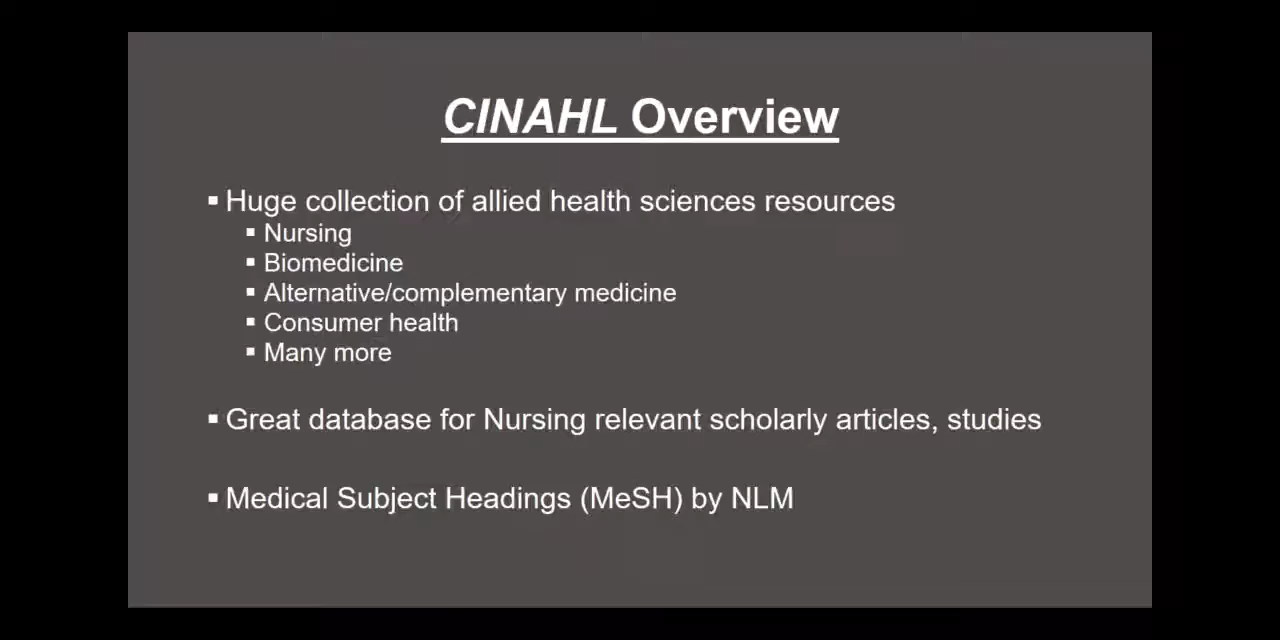 CINAHL Overview
▪ Huge collection of allied health sciences resources
▪ Nursing
▪ Biomedicine
▪ Alternative/complementary medicine
▪ Consumer health
▪ Many more
▪ Great database for Nursing relevant scholarly articles, studies
▪ Medical Subject Headings (MeSH) by NLM